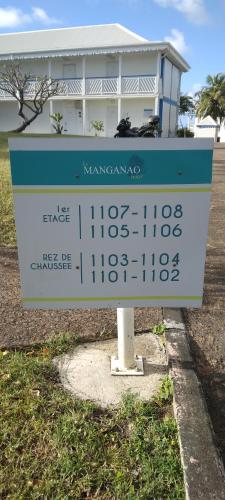 MANGANAO
1er
ETAGE
1107-1108
1105-1106
REZ DE
CHAUSSEE
1103-1104
1101-1102